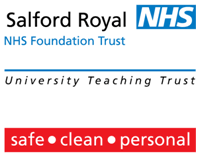 Salford Royal NHS
NHS Foundation Trust
University Teaching Trust
safe • clean • personal